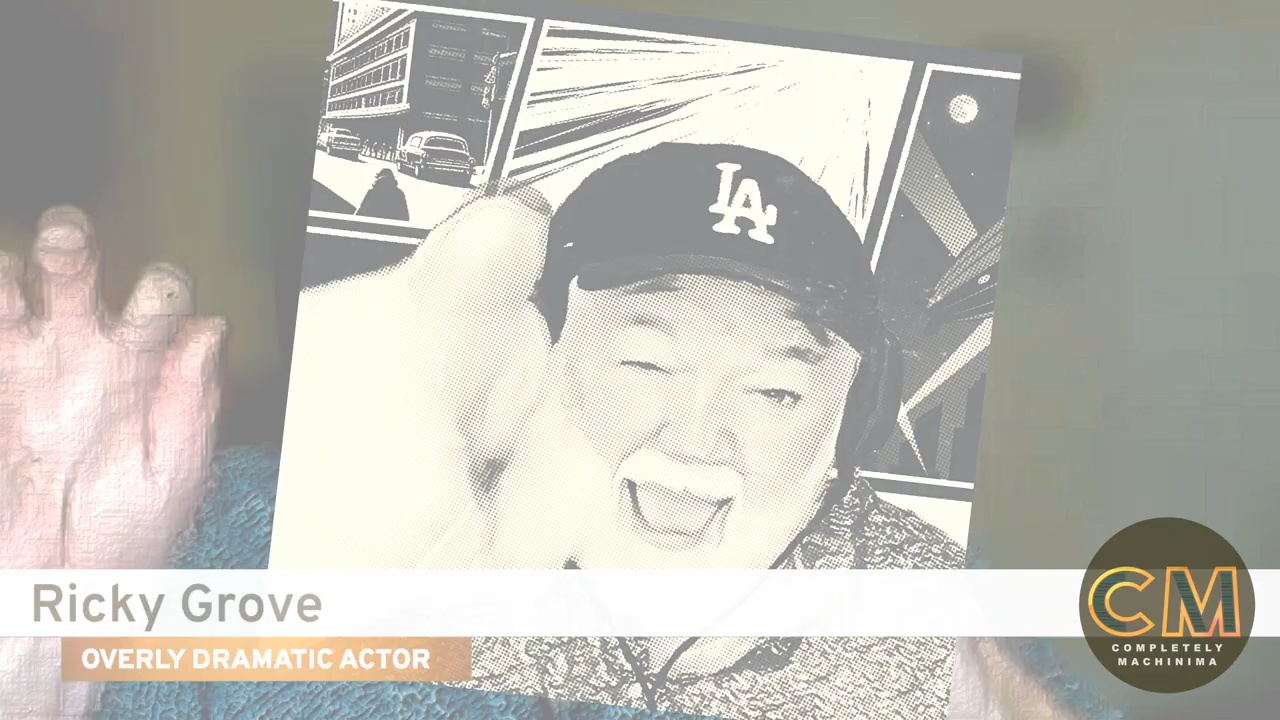 LA
Ricky Grove
OVERLY DRAMATIC ACTOR
CM
COMPLETELY
MACHINIMA